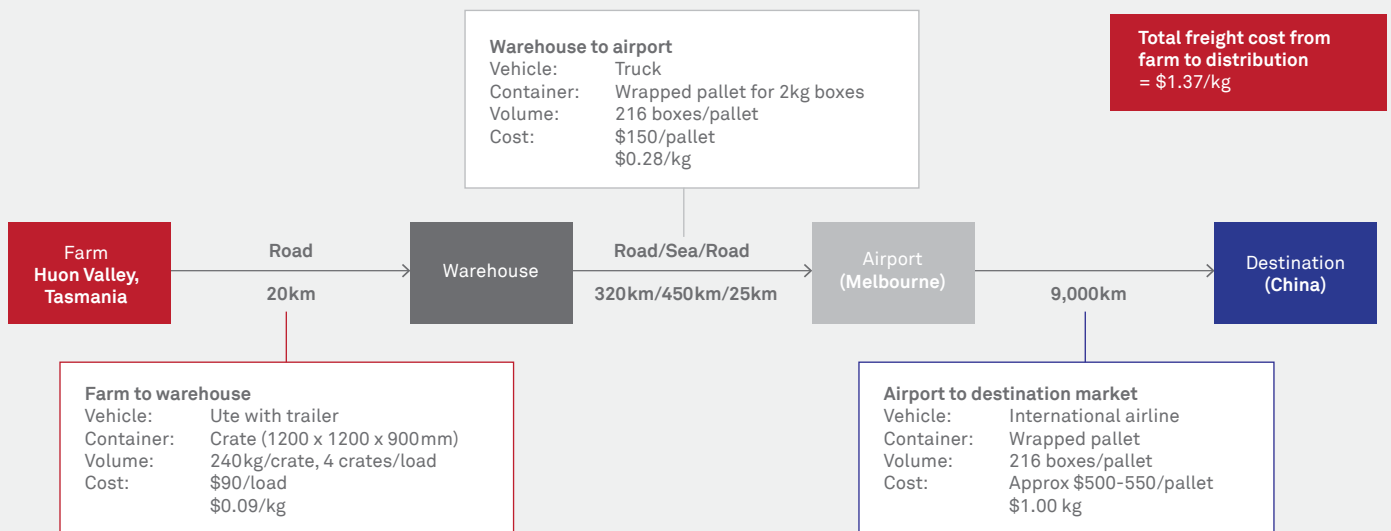 Warehouse to airport
Vehicle: Truck
Container: Wrapped pallet for 2kg boxes
Volume: 216 boxes/pallet
Cost: $150/pallet
$0.28/kg
Total freight cost from
farm to distribution
= $1.37/kg
Farm
Huon Valley,
Tasmania
Road
20km
Warehouse
Road/Sea/Road
320km/450km/25km
Airport
(Melbourne)
9,000km
Destination
(China)
Farm to warehouse
Vehicle: Ute with trailer
Container: Crate (1200 x 1200 x 900mm)
Volume: 240kg/crate, 4 crates/load
Cost: $90/load
$0.09/kg
Airport to destination market
Vehicle: International airline
Container: Wrapped pallet
Volume: 216 boxes/pallet
Cost: Approx $500-550/pallet
$1.00 kg